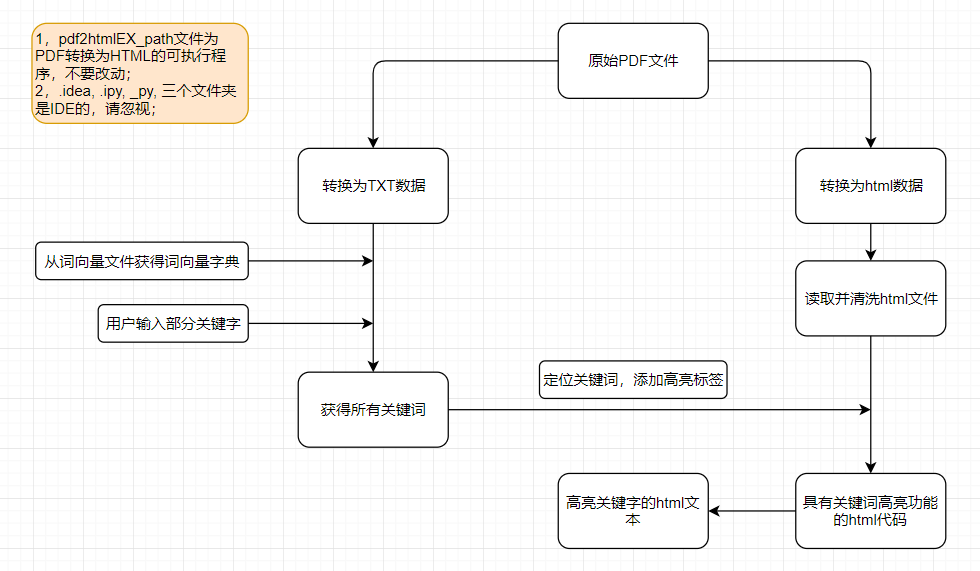 1，pdf2htmlEX_path文件为
PDF转换为HTML的可执行程
序，不要改动；
2，.idea, .ipy, _py, 三个文件夹
是IDE的，请忽视；
原始PDF文件
转换为TXT数据
转换为html数据
从词向量文件获得词向量字典
读取并清洗html文件
用户输入部分关键字
定位关键词，添加高亮标签
获得所有关键词
高亮关键字的html文
本
具有关键词高亮功能
的html代码